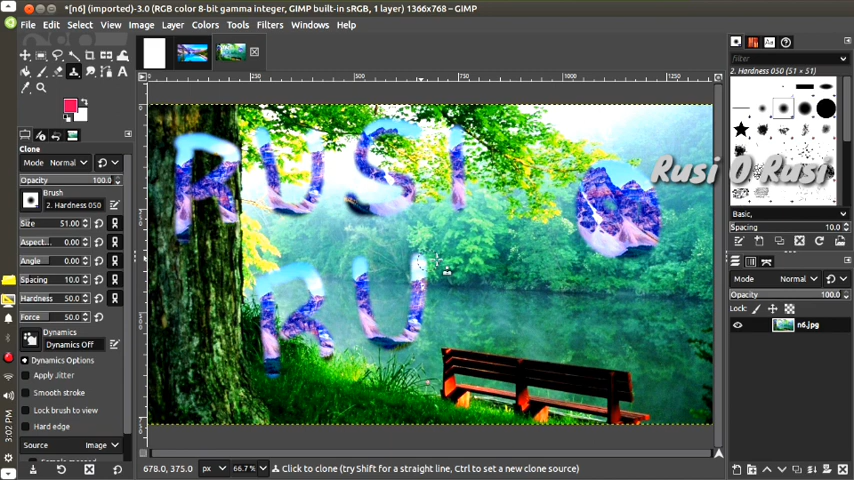 *[n6] (imported)-3.0 (RGB color 8-bit gamma integer, GIMP built-in sRGB, 1 layer) 1366x768 – GIMP
File Edit Select View Image Layer Colors Tools Filters Windows Help
250 500 750 1000 1250
filter
2. Hardness 050 (51 × 51)
Clone
Mode Normal
Opacity 100.0
Brush
2. Hardness 050
Size 51.00
Aspect... 0.00
Angle 0.00
Spacing 10.0
Hardness 50.0
Force 50.0
Dynamics
Dynamics Off
Dynamics Options
Apply Jitter
Smooth stroke
Lock brush to view
Hard edge
Source Image
RUSI O
RU
Rusi O Rusi
Basic,
Spacing 10.0
Mode Normal
Opacity 100.0
Lock:
n6.jpg
3:02 PM
678.0, 375.0 px 66.7 % Click to clone (try Shift for a straight line, Ctrl to set a new clone source)